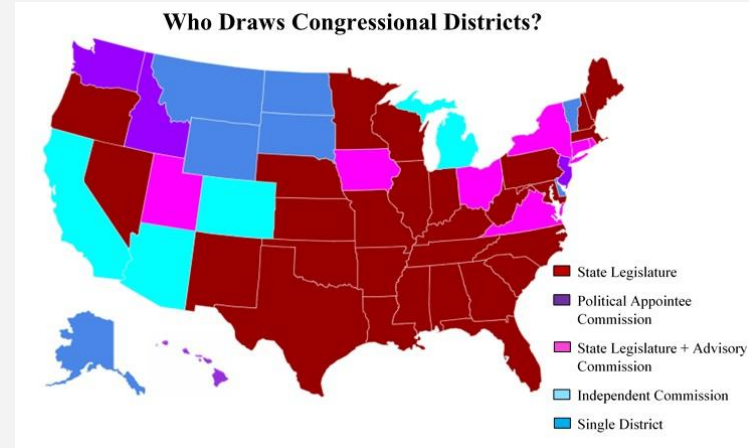 Who Draws Congressional Districts?
State Legislature
Political Appointee
Commission
State Legislature + Advisory
Commission
Independent Commission
Single District